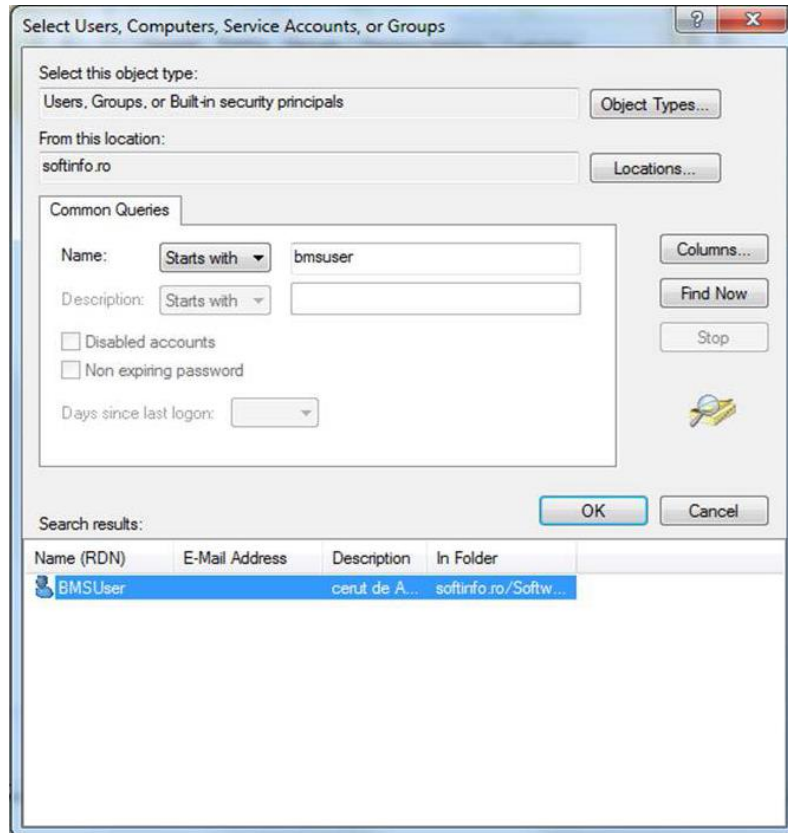 Select Users, Computers, Service Accounts, or Groups
Select this object type:
Users, Groups, or Built-in security principals
Object Types...
From this location:
softinfo.ro
Locations...
Common Queries
Name:
Starts with
bmsuser
Columns...
Description:
Starts with
Find Now
Disabled accounts
Stop
Non expiring password
Days since last logon:
OK
Cancel
Search results:
Name (RDN) E-Mail Address Description In Folder
BMSUser cerut de A... softinfo.ro/Softw...